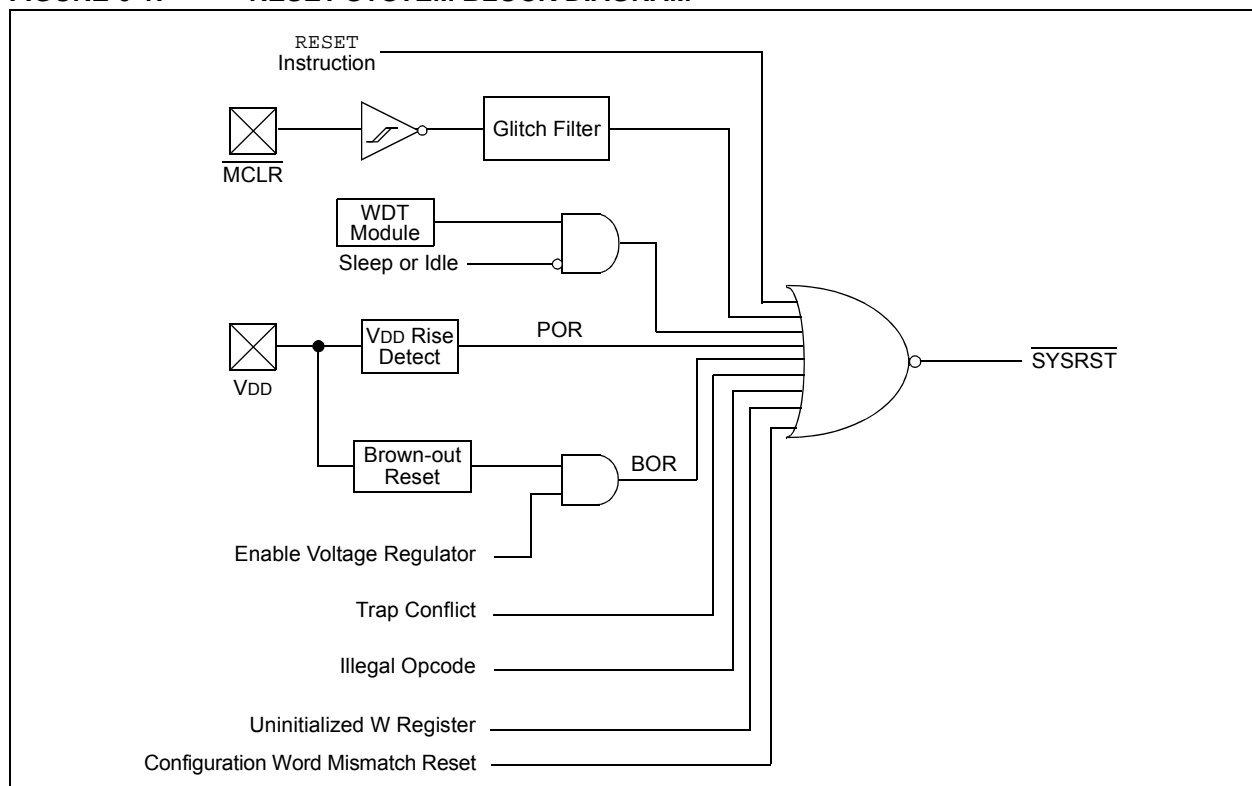 RESET
Instruction
Glitch Filter
MCLR
WDT
Module
Sleep or Idle
VDD Rise
Detect
POR
VDD
SYSRST
Brown-out
Reset
BOR
Enable Voltage Regulator
Trap Conflict
Illegal Opcode
Uninitialized W Register
Configuration Word Mismatch Reset